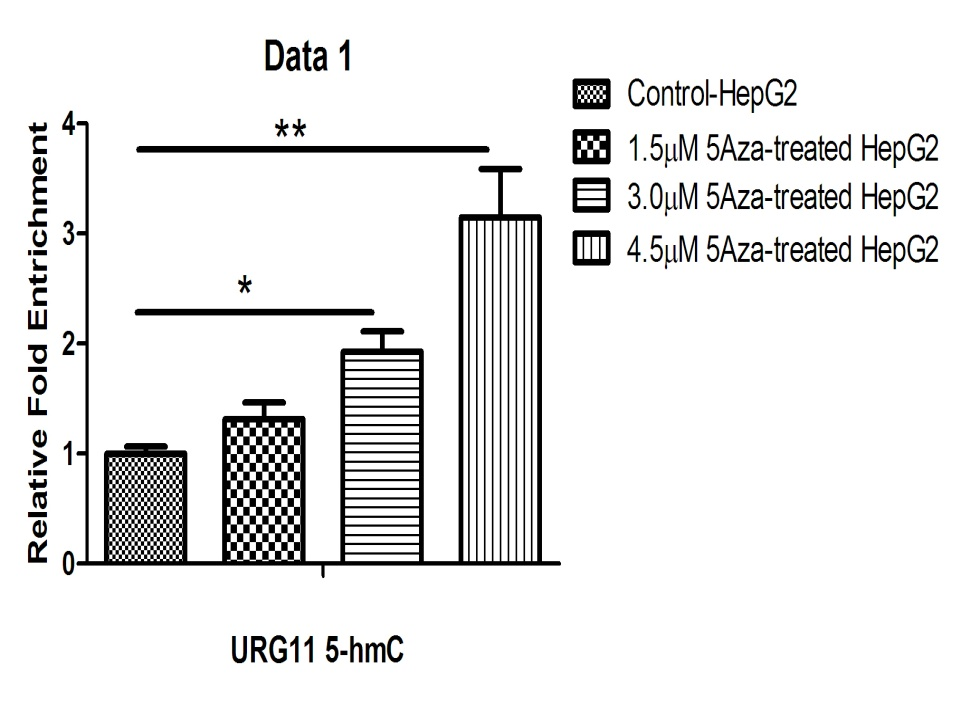 Data 1
Control-HepG2
1.5μM 5Aza-treated HepG2
3.0μM 5Aza-treated HepG2
4.5μM 5Aza-treated HepG2
Relative Fold Entrichment
4
3
2
1
0
**
*
URG11 5-hmC